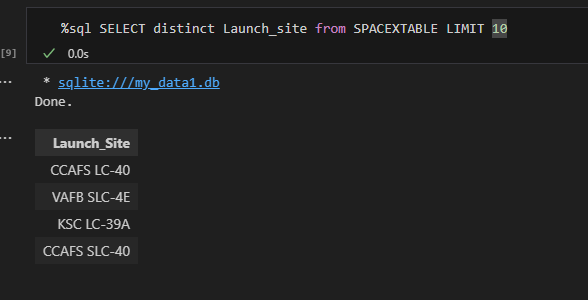 %sql SELECT distinct Launch_site from SPACEXTABLE LIMIT 10
[9]
0.0s
...
* sqlite:///my_data1.db
Done.
...
Launch_Site
CCAFS LC-40
VAFB SLC-4E
KSC LC-39A
CCAFS SLC-40